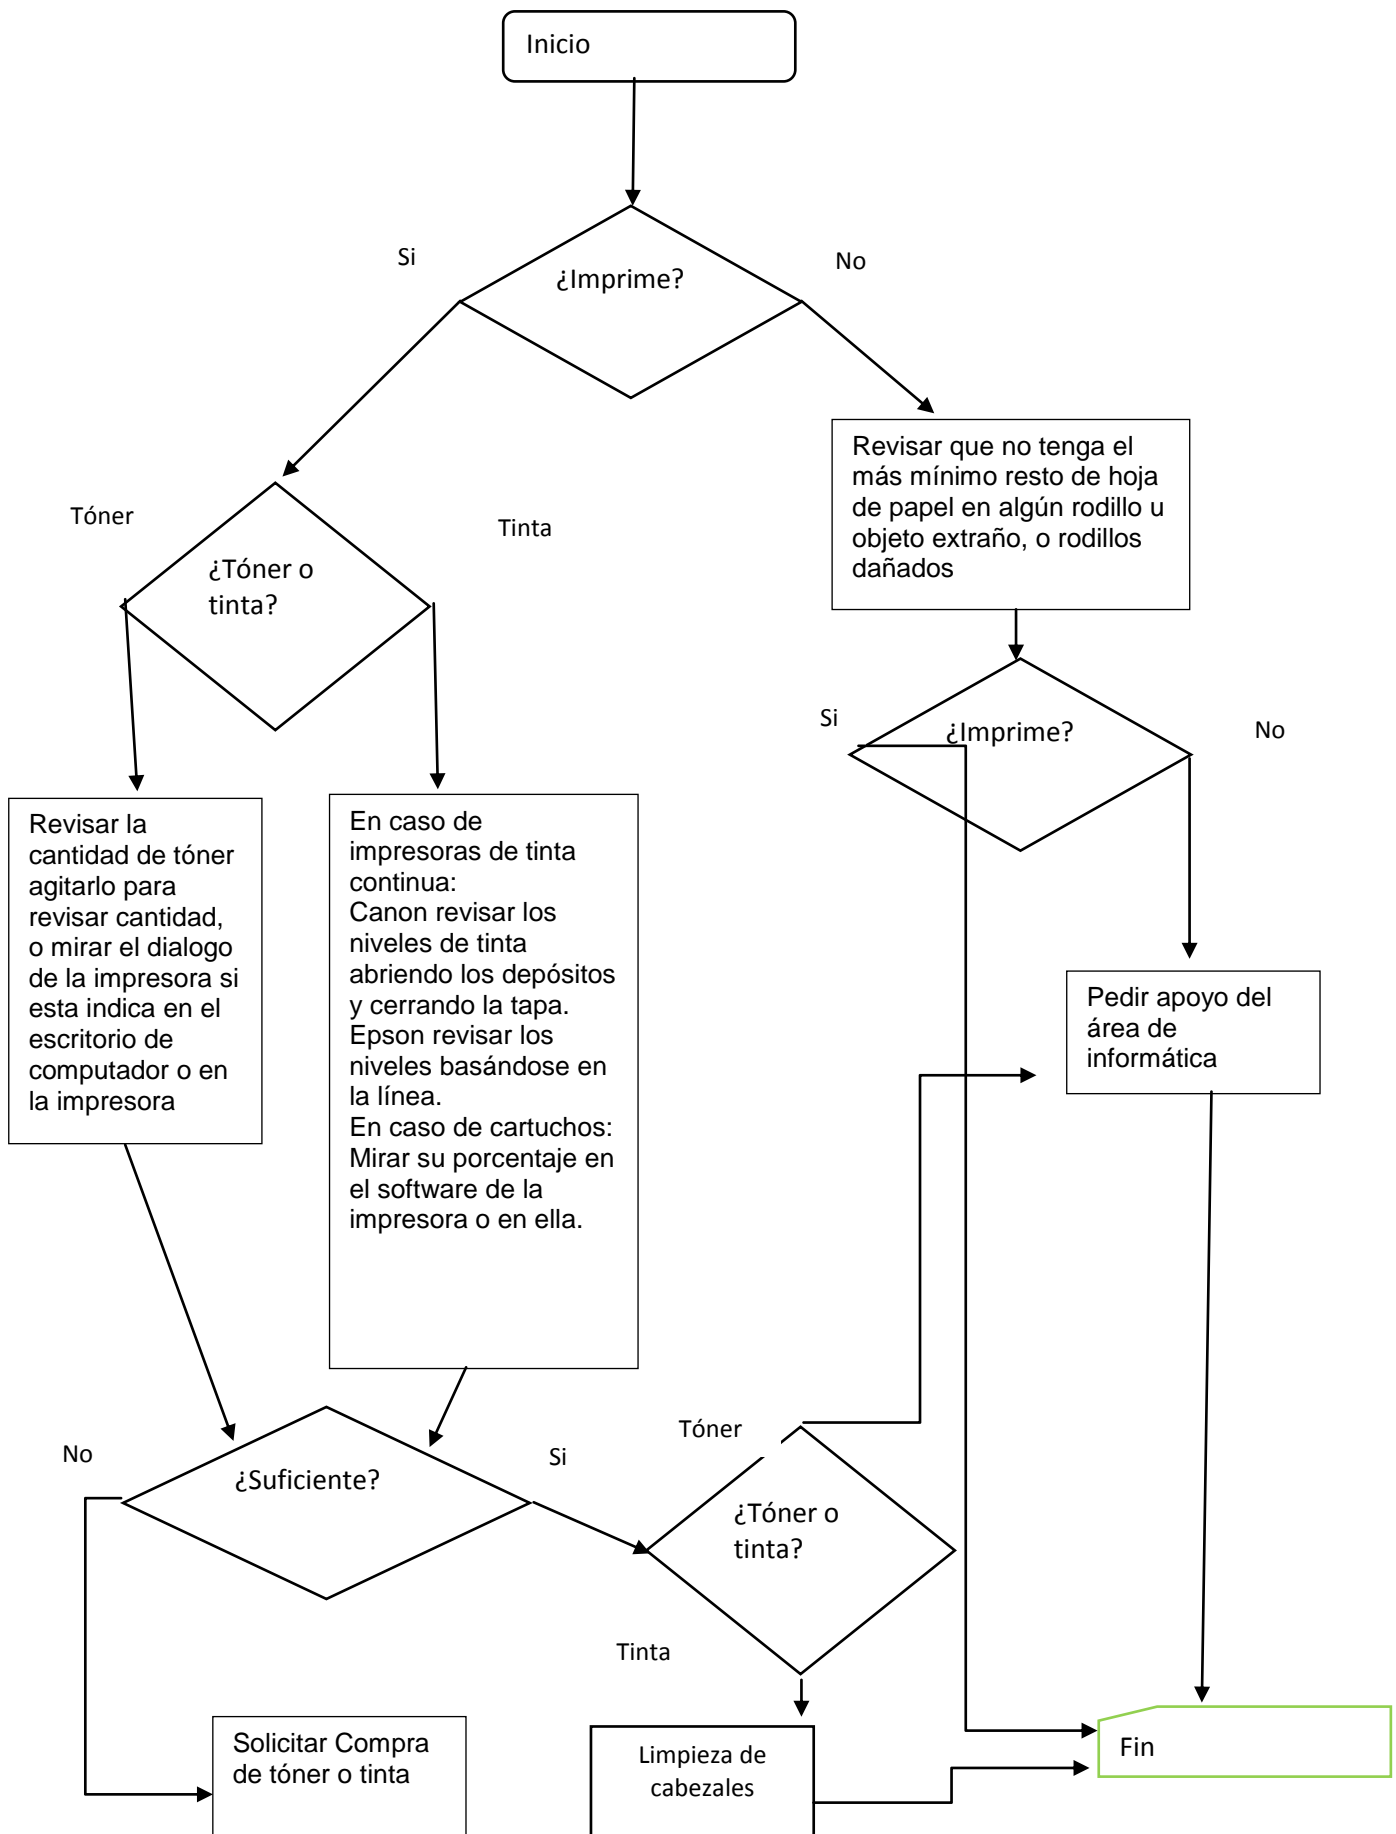 Inicio
Si
¿Imprime?
No
Revisar que no tenga el
más mínimo resto de hoja
de papel en algún rodillo u
objeto extraño, o rodillos
dañados
Tóner
Tinta
¿Tóner o
tinta?
Si
¿Imprime?
No
Revisar la
cantidad de tóner
agitarlo para
revisar cantidad,
o mirar el dialogo
de la impresora si
esta indica en el
escritorio de
computador o en
la impresora
En caso de
impresoras de tinta
continua:
Canon revisar los
niveles de tinta
abriendo los depósitos
y cerrando la tapa.
Epson revisar los
niveles basándose en
la línea.
En caso de cartuchos:
Mirar su porcentaje en
el software de la
impresora o en ella.
Pedir apoyo del
área de
informática
No
¿Suficiente?
Si
Tóner
¿Tóner o
tinta?
Tinta
Solicitar Compra
de tóner o tinta
Limpieza de
cabezales
Fin